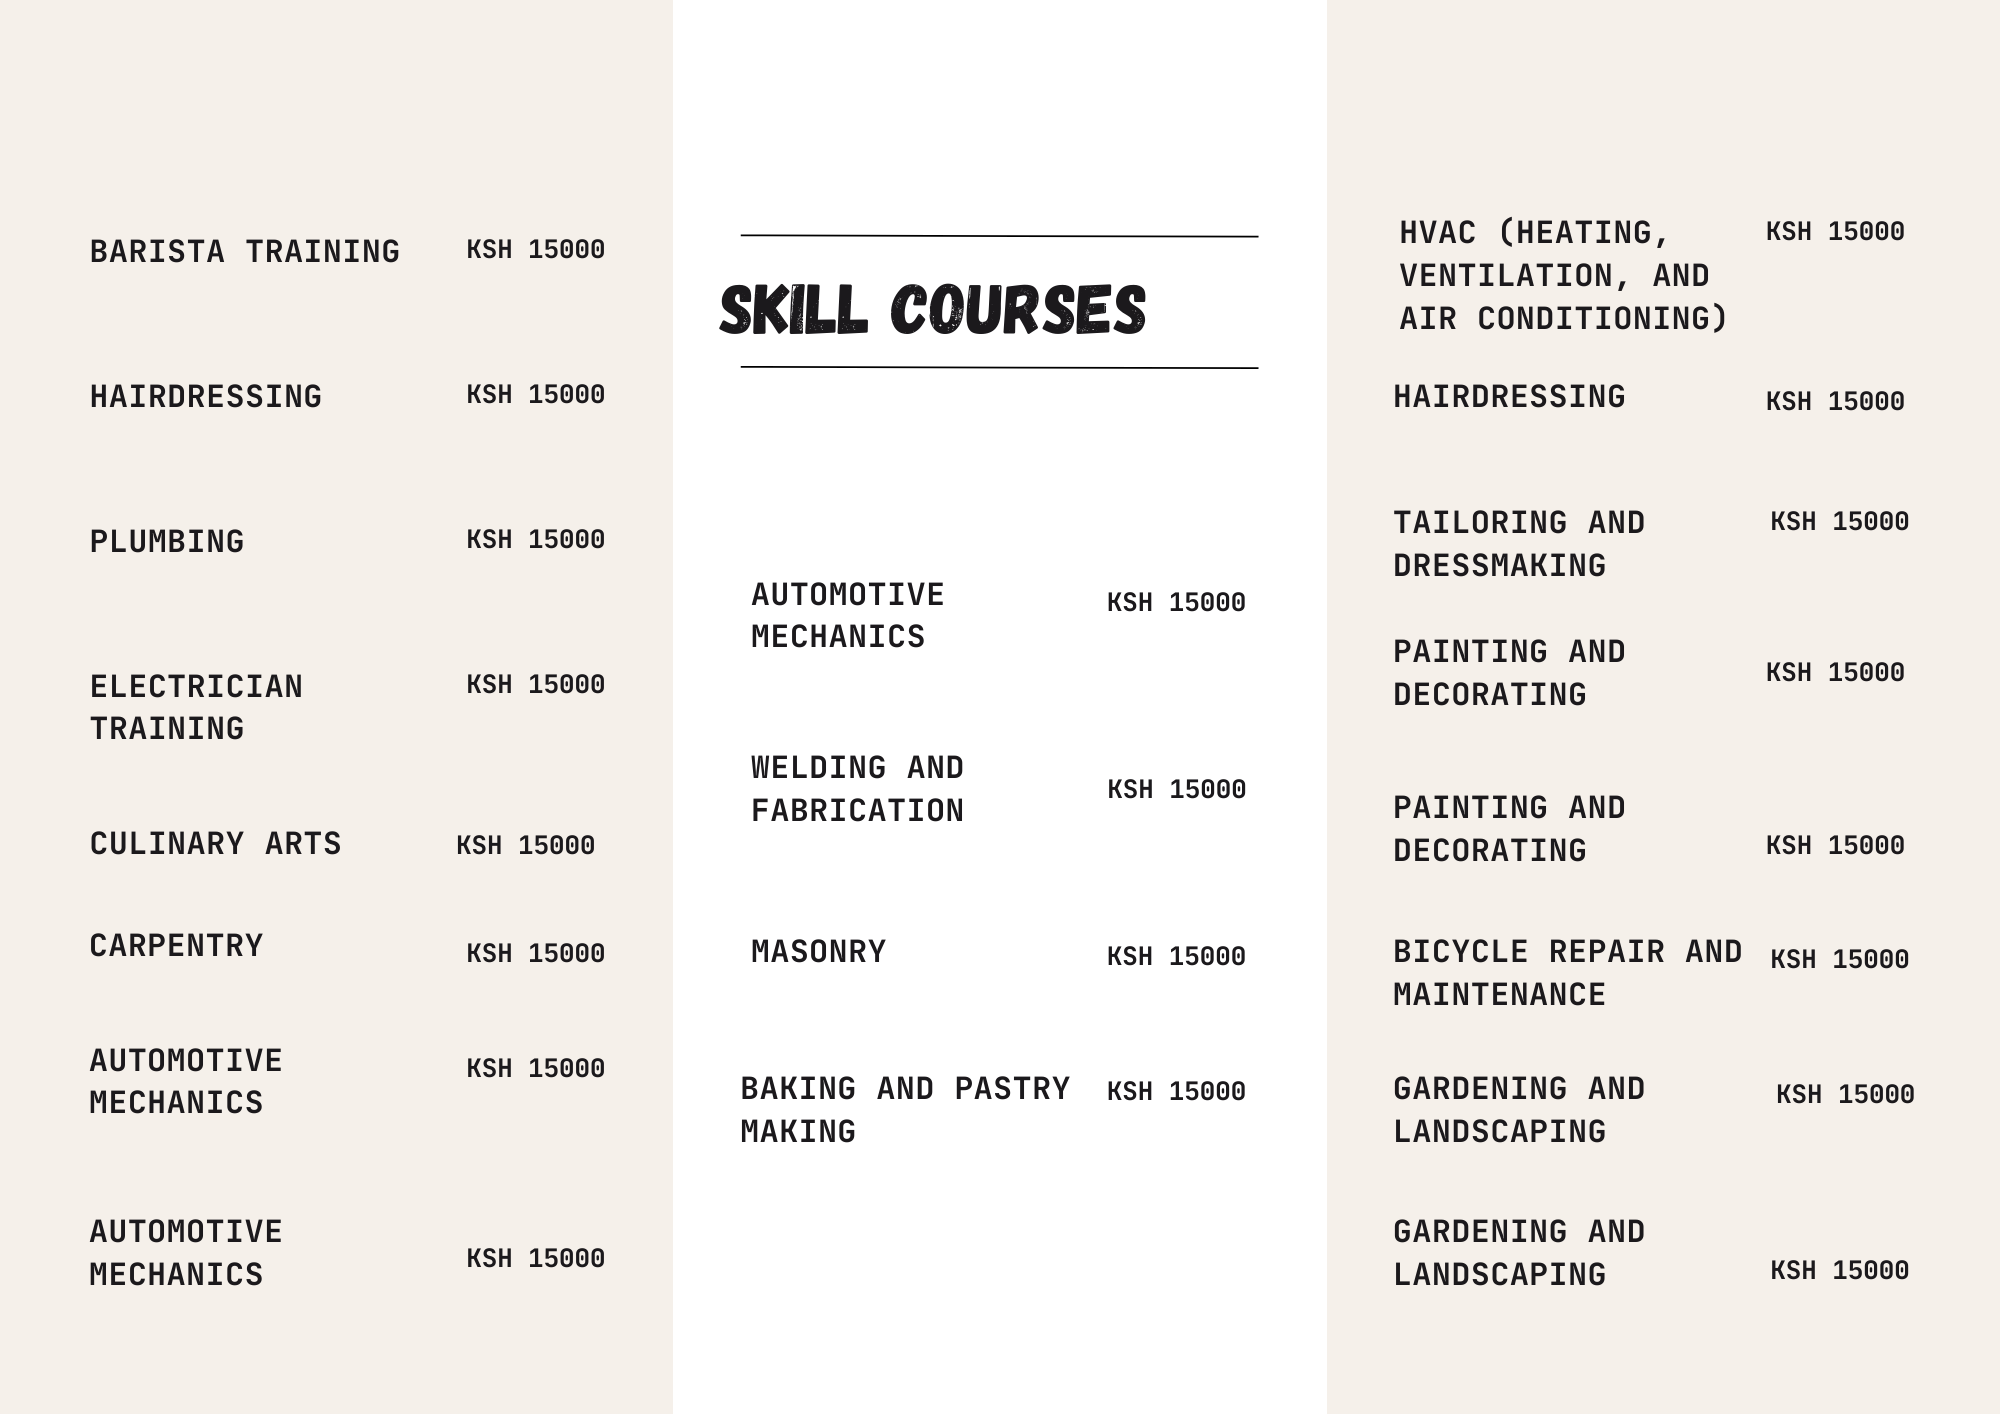 BARISTA TRAINING KSH 15000
HAIRDRESSING KSH 15000
PLUMBING KSH 15000
ELECTRICIAN KSH 15000
TRAINING
CULINARY ARTS KSH 15000
CARPENTRY KSH 15000
AUTOMOTIVE KSH 15000
MECHANICS
AUTOMOTIVE
MECHANICS KSH 15000
SKILL COURSES
AUTOMOTIVE KSH 15000
MECHANICS
WELDING AND KSH 15000
FABRICATION
MASONRY KSH 15000
BAKING AND PASTRY KSH 15000
MAKING
HVAC (HEATING, KSH 15000
VENTILATION, AND
AIR CONDITIONING)
HAIRDRESSING KSH 15000
TAILORING AND KSH 15000
DRESSMAKING
PAINTING AND KSH 15000
DECORATING
PAINTING AND
DECORATING KSH 15000
BICYCLE REPAIR AND KSH 15000
MAINTENANCE
GARDENING AND KSH 15000
LANDSCAPING
GARDENING AND
LANDSCAPING KSH 15000